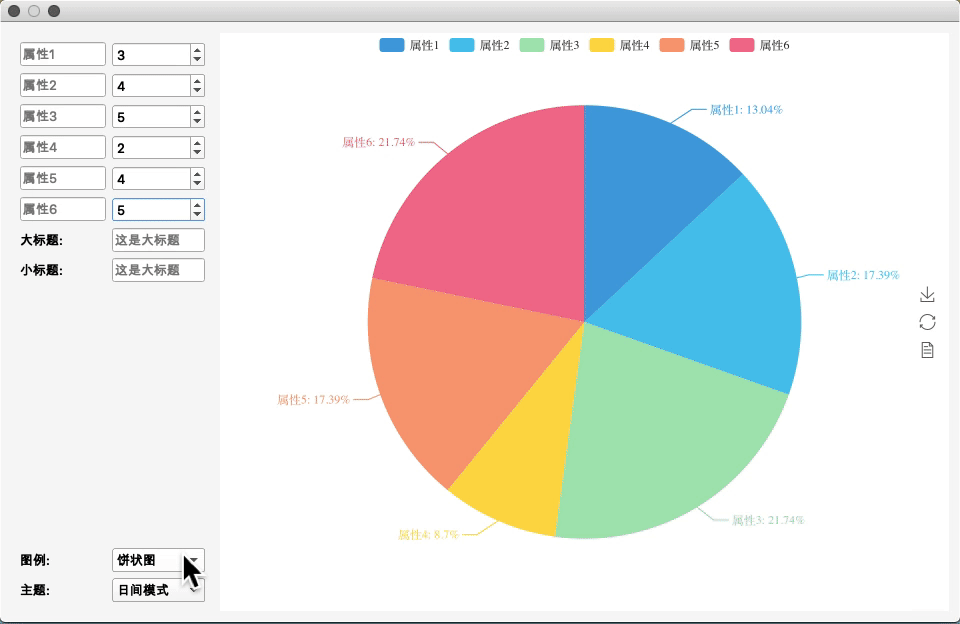 属性1 3
属性2 4
属性3 5
属性4 2
属性5 4
属性6 5
大标题: 这是大标题
小标题: 这是大标题
图例: 饼状图
主题: 日间模式
属性1 属性2 属性3 属性4 属性5 属性6
属性1: 13.04%
属性6: 21.74%
属性2: 17.39%
属性5: 17.39%
属性3: 21.74%
属性4: 8.7%